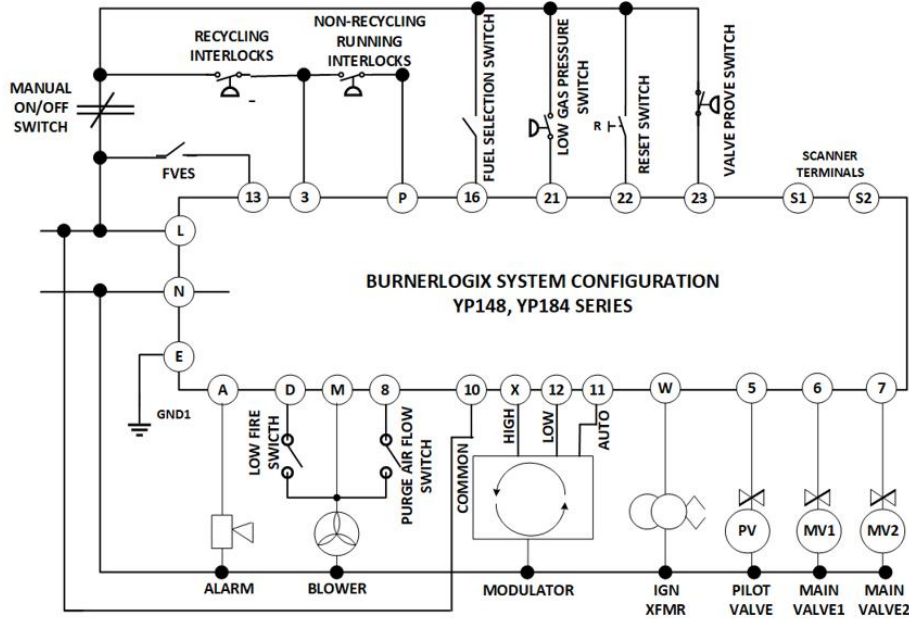 RECYCLING
INTERLOCKS
NON-RECYCLING
RUNNING
INTERLOCKS
MANUAL
ON/OFF
SWITCH
FVES
FUEL SELECTION SWITCH
LOW GAS PRESSURE
SWITCH
R
RESET SWITCH
VALVE PROVE SWITCH
SCANNER
TERMINALS
13
3
P
16
21
22
23
S1
S2
L
N
E
GND1
BURNERLOGIX SYSTEM CONFIGURATION
YP148, YP184 SERIES
A
D
M
8
10
X
12
11
W
5
6
7
LOW FIRE
SWICTH
PURGE AIR FLOW
SWITCH
COMMON
HIGH
LOW
AUTO
PV
MV1
MV2
ALARM
BLOWER
MODULATOR
IGN
XFMR
PILOT
VALVE
MAIN
VALVE1
MAIN
VALVE2